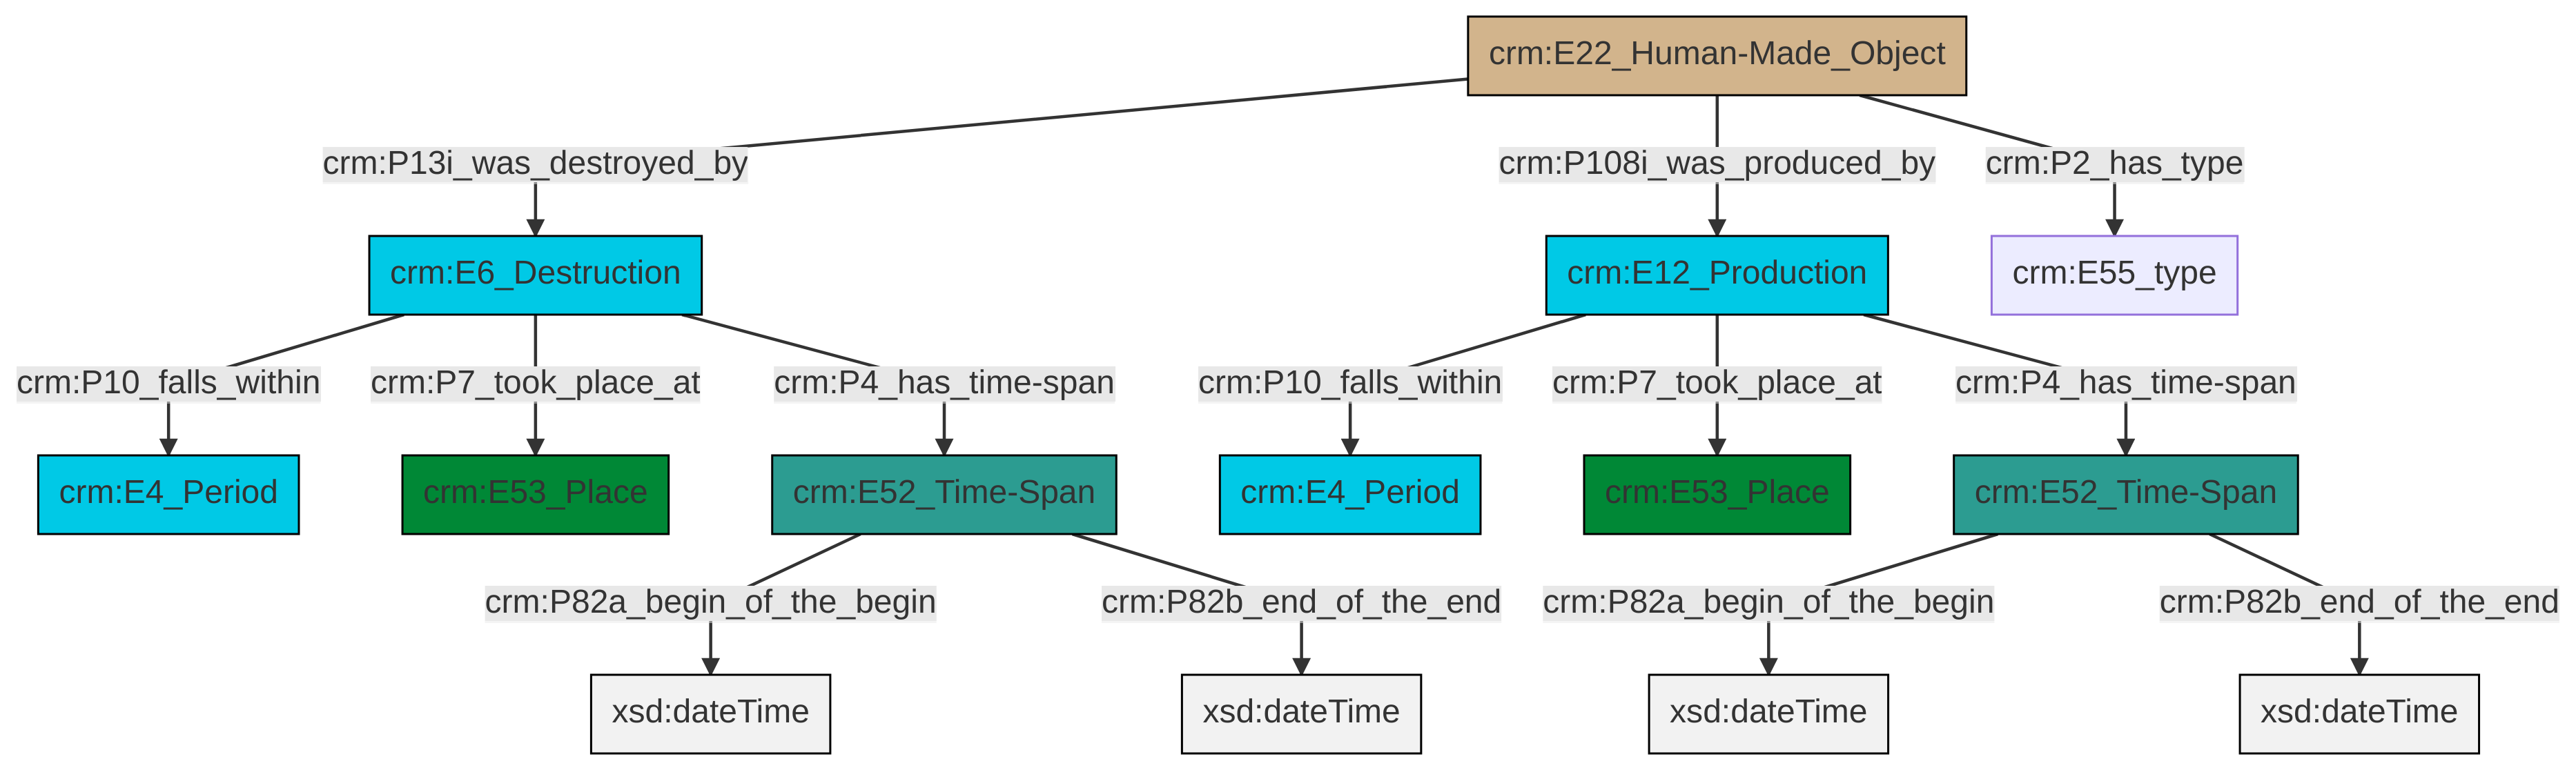 crm:E22_Human-Made_Object
crm:P13i_was_destroyed_by
crm:P108i_was_produced_by
crm:P2_has_type
crm:E6_Destruction
crm:E12_Production
crm:E55_type
crm:P10_falls_within
crm:P7_took_place_at
crm:P4_has_time-span
crm:P10_falls_within
crm:P7_took_place_at
crm:P4_has_time-span
crm:E4_Period
crm:E53_Place
crm:E52_Time-Span
crm:E4_Period
crm:E53_Place
crm:E52_Time-Span
crm:P82a_begin_of_the_begin
crm:P82b_end_of_the_end
crm:P82a_begin_of_the_begin
crm:P82b_end_of_the_end
xsd:dateTime
xsd:dateTime
xsd:dateTime
xsd:dateTime